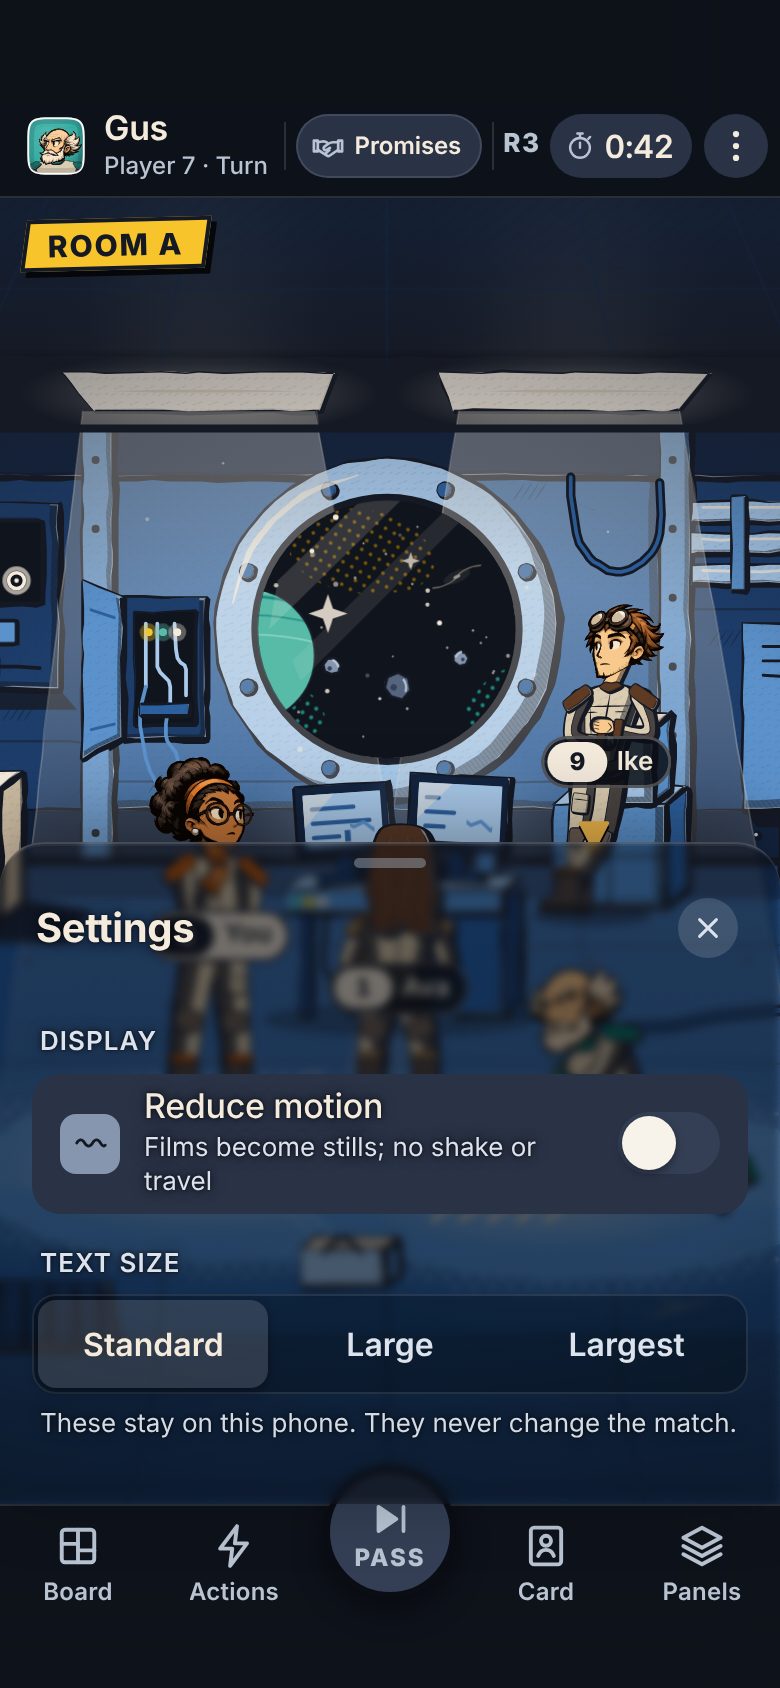 Gus
Player 7 · Turn
Promises
R3
0:42
ROOM A
9 Ike
Settings
DISPLAY
Reduce motion
Films become stills; no shake or
travel
TEXT SIZE
Standard
Large
Largest
These stay on this phone. They never change the match.
Board
Actions
PASS
Card
Panels